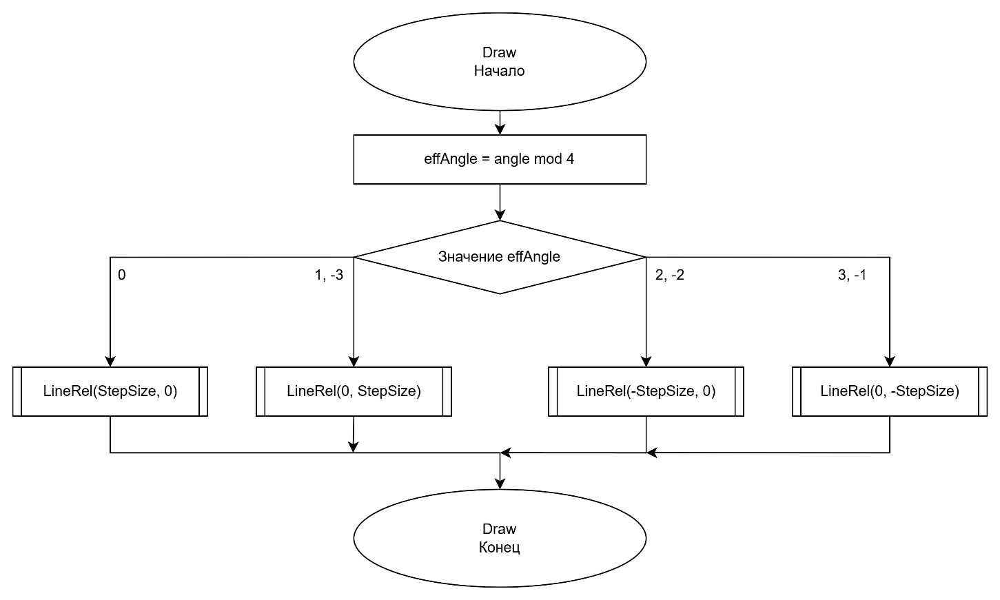 Draw
Начало
effAngle = angle mod 4
Значение effAngle
0
1, -3
2, -2
3, -1
LineRel(StepSize, 0)
LineRel(0, StepSize)
LineRel(-StepSize, 0)
LineRel(0, -StepSize)
Draw
Конец